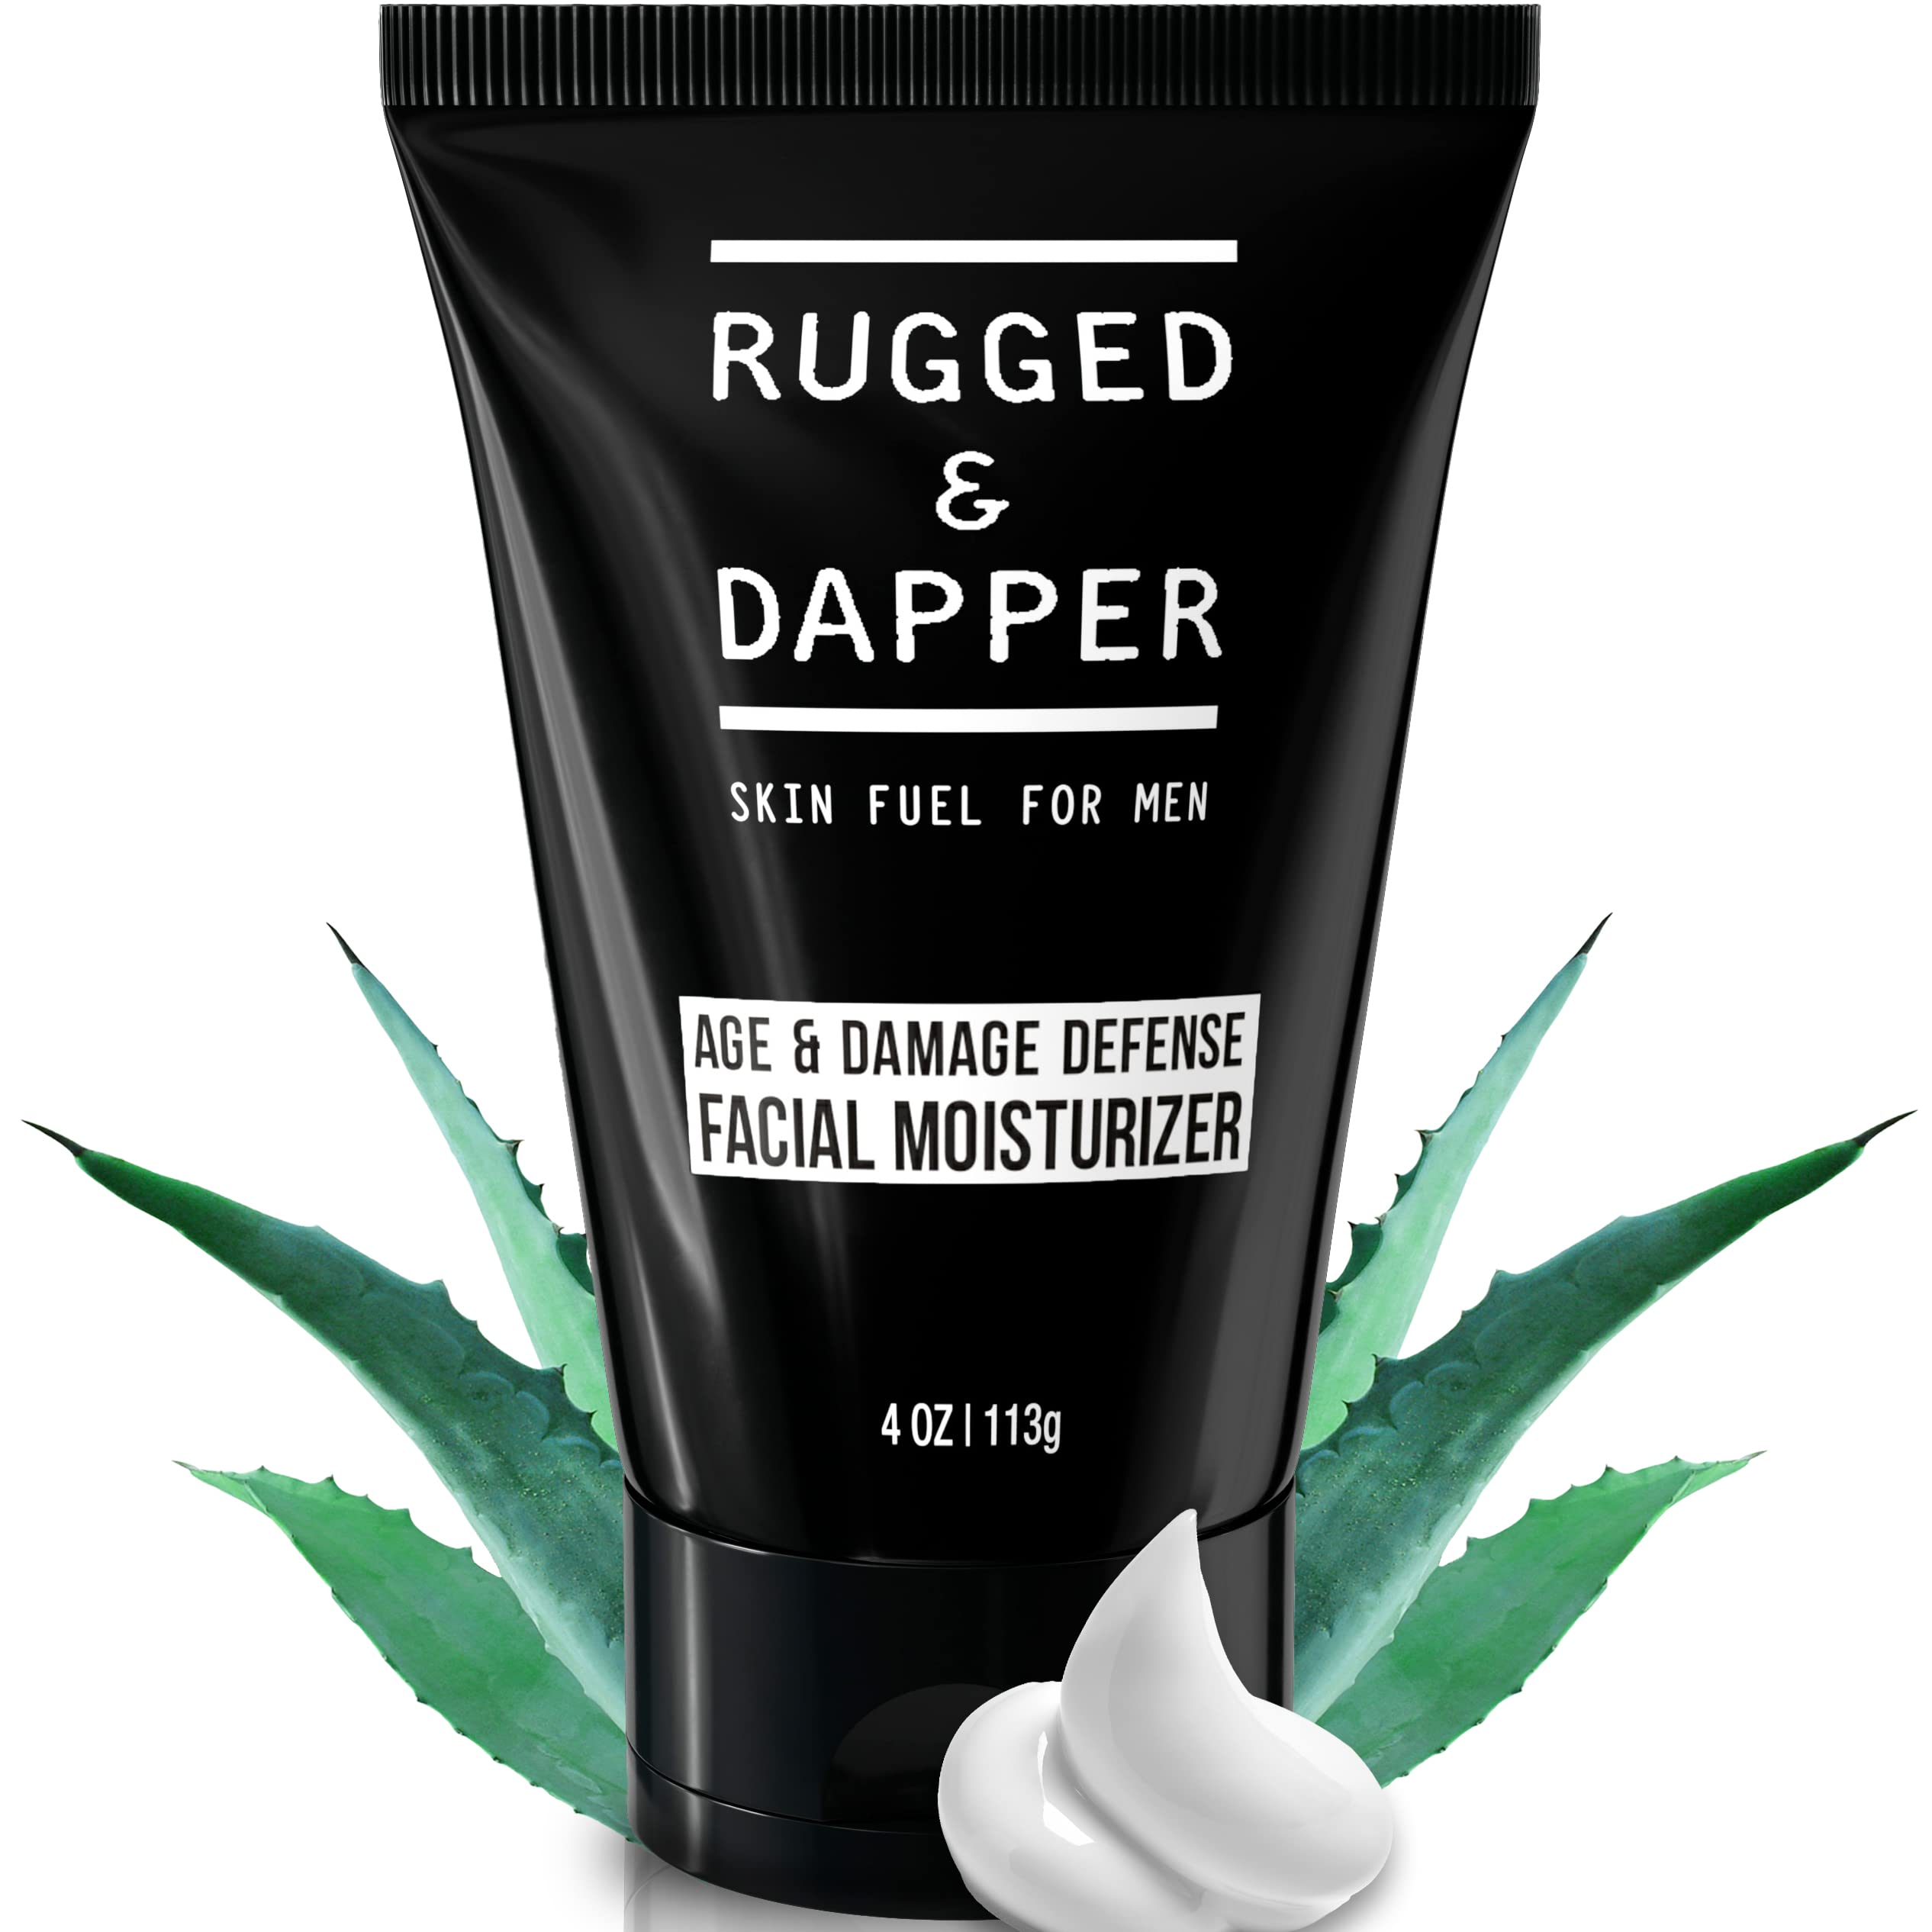 RUGGED
&
DAPPER
SKIN FUEL FOR MEN
AGE & DAMAGE DEFENSE
FACIAL MOISTURIZER
4 OZ | 113g